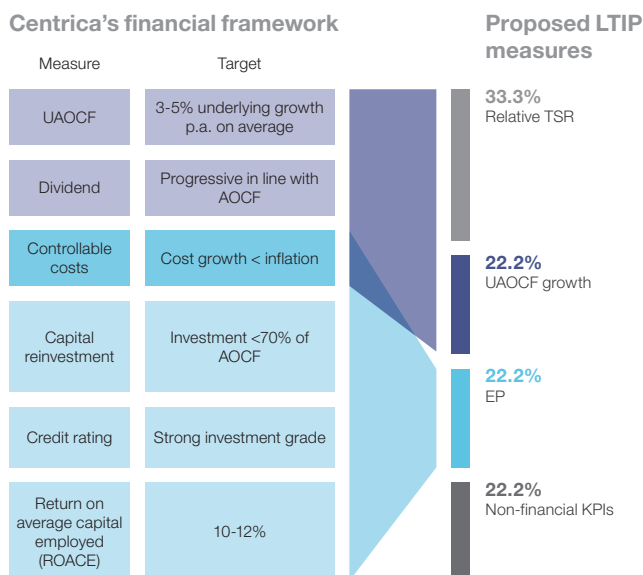 Centrica's financial framework
Measure
Target
UAOCF
3-5% underlying growth
p.a. on average
Dividend
Progressive in line with
AOCF
Controllable
costs
Cost growth < inflation
Capital
reinvestment
Investment <70% of
AOCF
Credit rating
Strong investment grade
Return on
average capital
employed
(ROACE)
10-12%
Proposed LTIP
measures
33.3%
Relative TSR
22.2%
UAOCF growth
22.2%
EP
22.2%
Non-financial KPIs